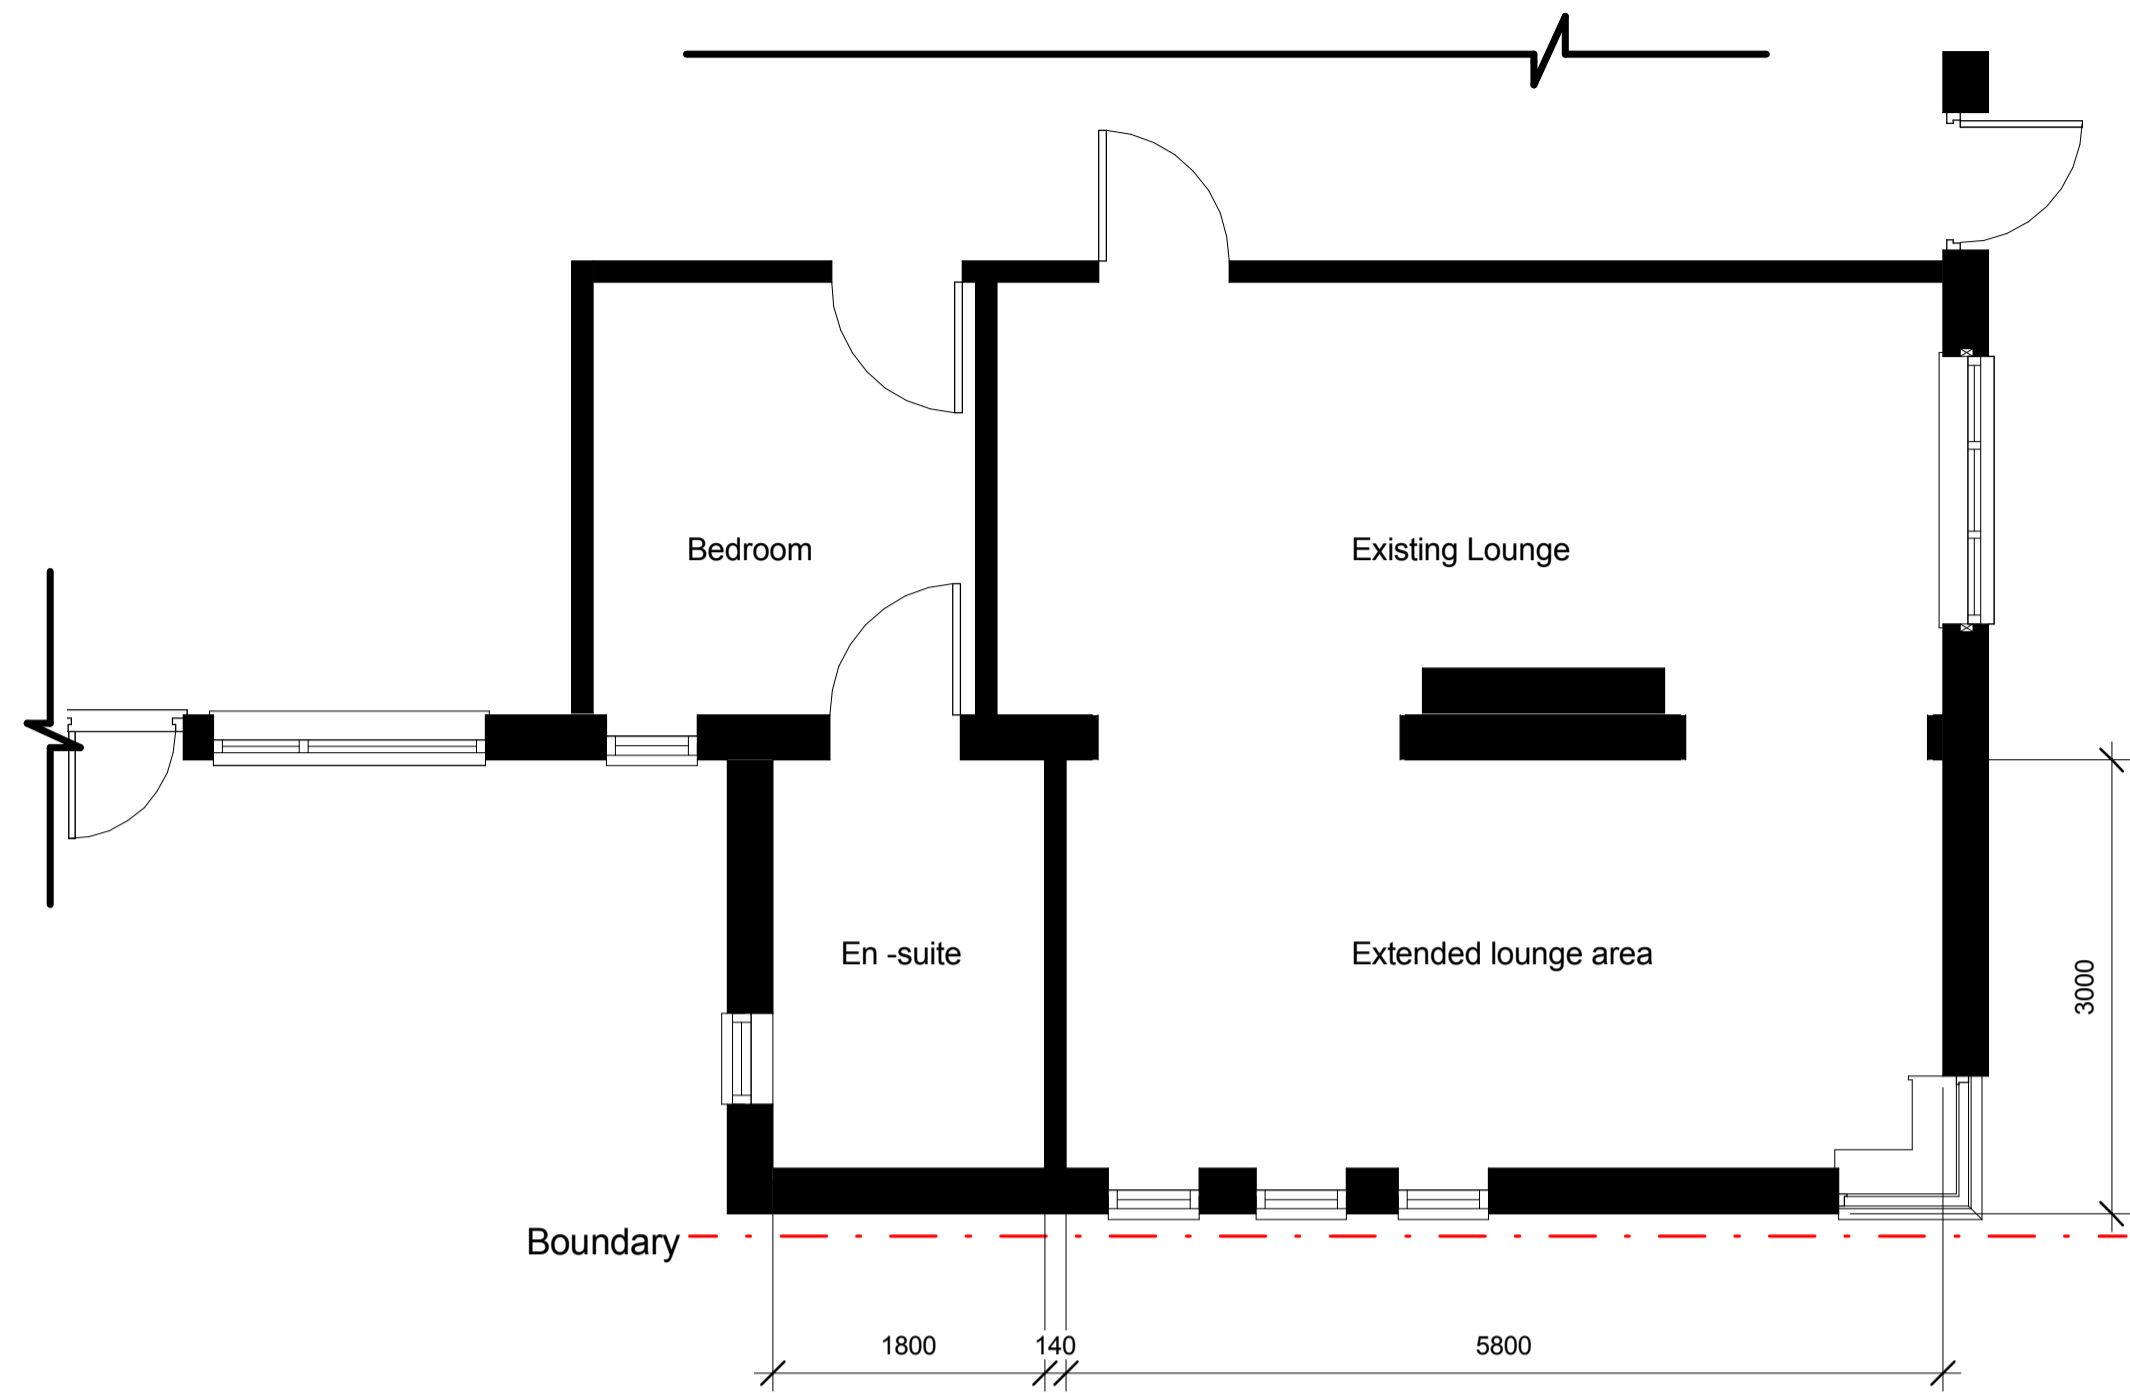 Bedroom
Existing Lounge
En -suite
Extended lounge area
3000
Boundary
1800
140
5800